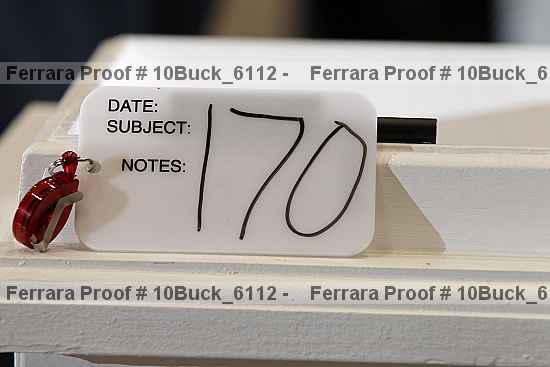 Ferrara Proof # 10Buck_6112 - Ferrara Proof # 10Buck_6
DATE:
SUBJECT:
NOTES:
170
Ferrara Proof # 10Buck_6112 - Ferrara Proof # 10Buck_6